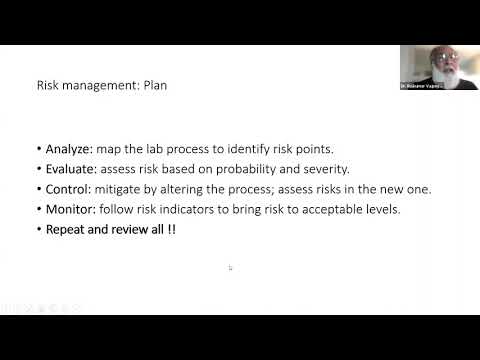 Risk management: Plan
• Analyze: map the lab process to identify risk points.
• Evaluate: assess risk based on probability and severity.
• Control: mitigate by altering the process; assess risks in the new one.
• Monitor: follow risk indicators to bring risk to acceptable levels.
• Repeat and review all !!